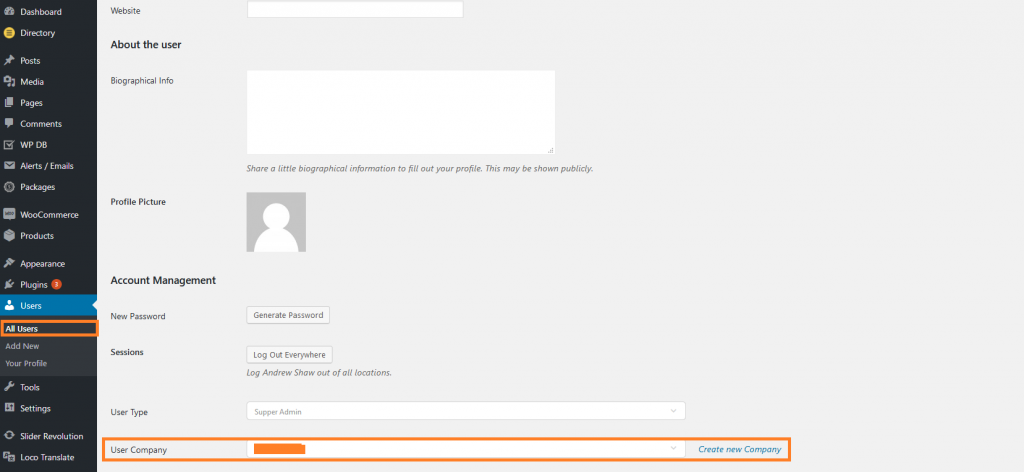 Dashboard
Directory
Posts
Media
Pages
Comments
WP DB
Alerts / Emails
Packages
WOO
WooCommerce
Products
Appearance
Plugins 3
Users
All Users
Add New
Your Profile
Tools
Settings
Slider Revolution
Loco Translate
Website
About the user
Biographical Info
Share a little biographical information to fill out your profile. This may be shown publicly.
Profile Picture
Account Management
New Password Generate Password
Sessions Log Out Everywhere
Log Andrew Shaw out of all locations.
User Type Supper Admin
User Company Create new Company